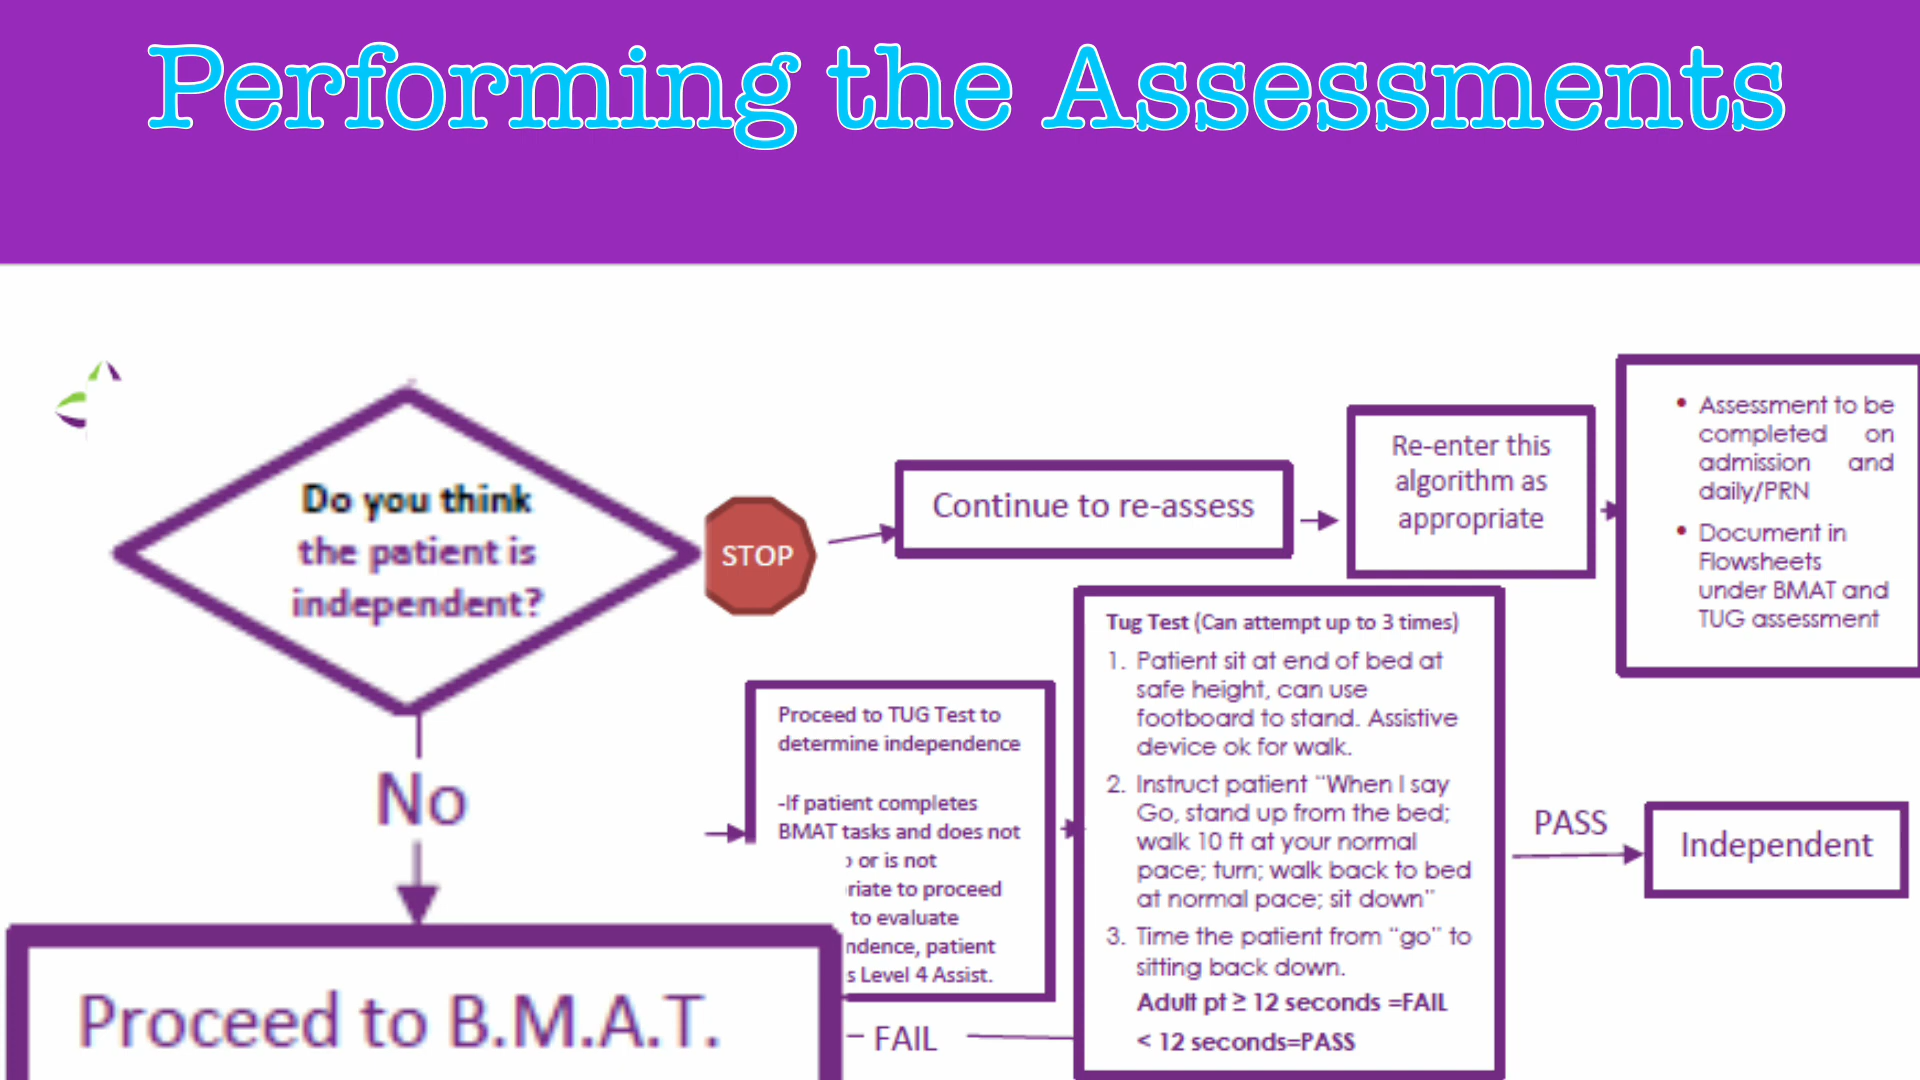 Performing the Assessments
Do you think
the patient is
independent?
STOP
Continue to re-assess
Re-enter this
algorithm as
appropriate
• Assessment to be
completed on
admission and
daily/PRN
• Document in
Flowsheets
under BMAT and
TUG assessment
No
Proceed to B.M.A.T.
Proceed to TUG Test to
determine independence
-If patient completes
BMAT tasks and does not
or is not
to proceed
to evaluate
patient
Level 4 Assist.
FAIL
Tug Test (Can attempt up to 3 times)
1. Patient sit at end of bed at
safe height, can use
footboard to stand. Assistive
device ok for walk.
2. Instruct patient “When I say
Go, stand up from the bed;
walk 10 ft at your normal
pace; turn; walk back to bed
at normal pace; sit down”
3. Time the patient from “go” to
sitting back down.
Adult pt ≥ 12 seconds =FAIL
< 12 seconds=PASS
PASS
Independent